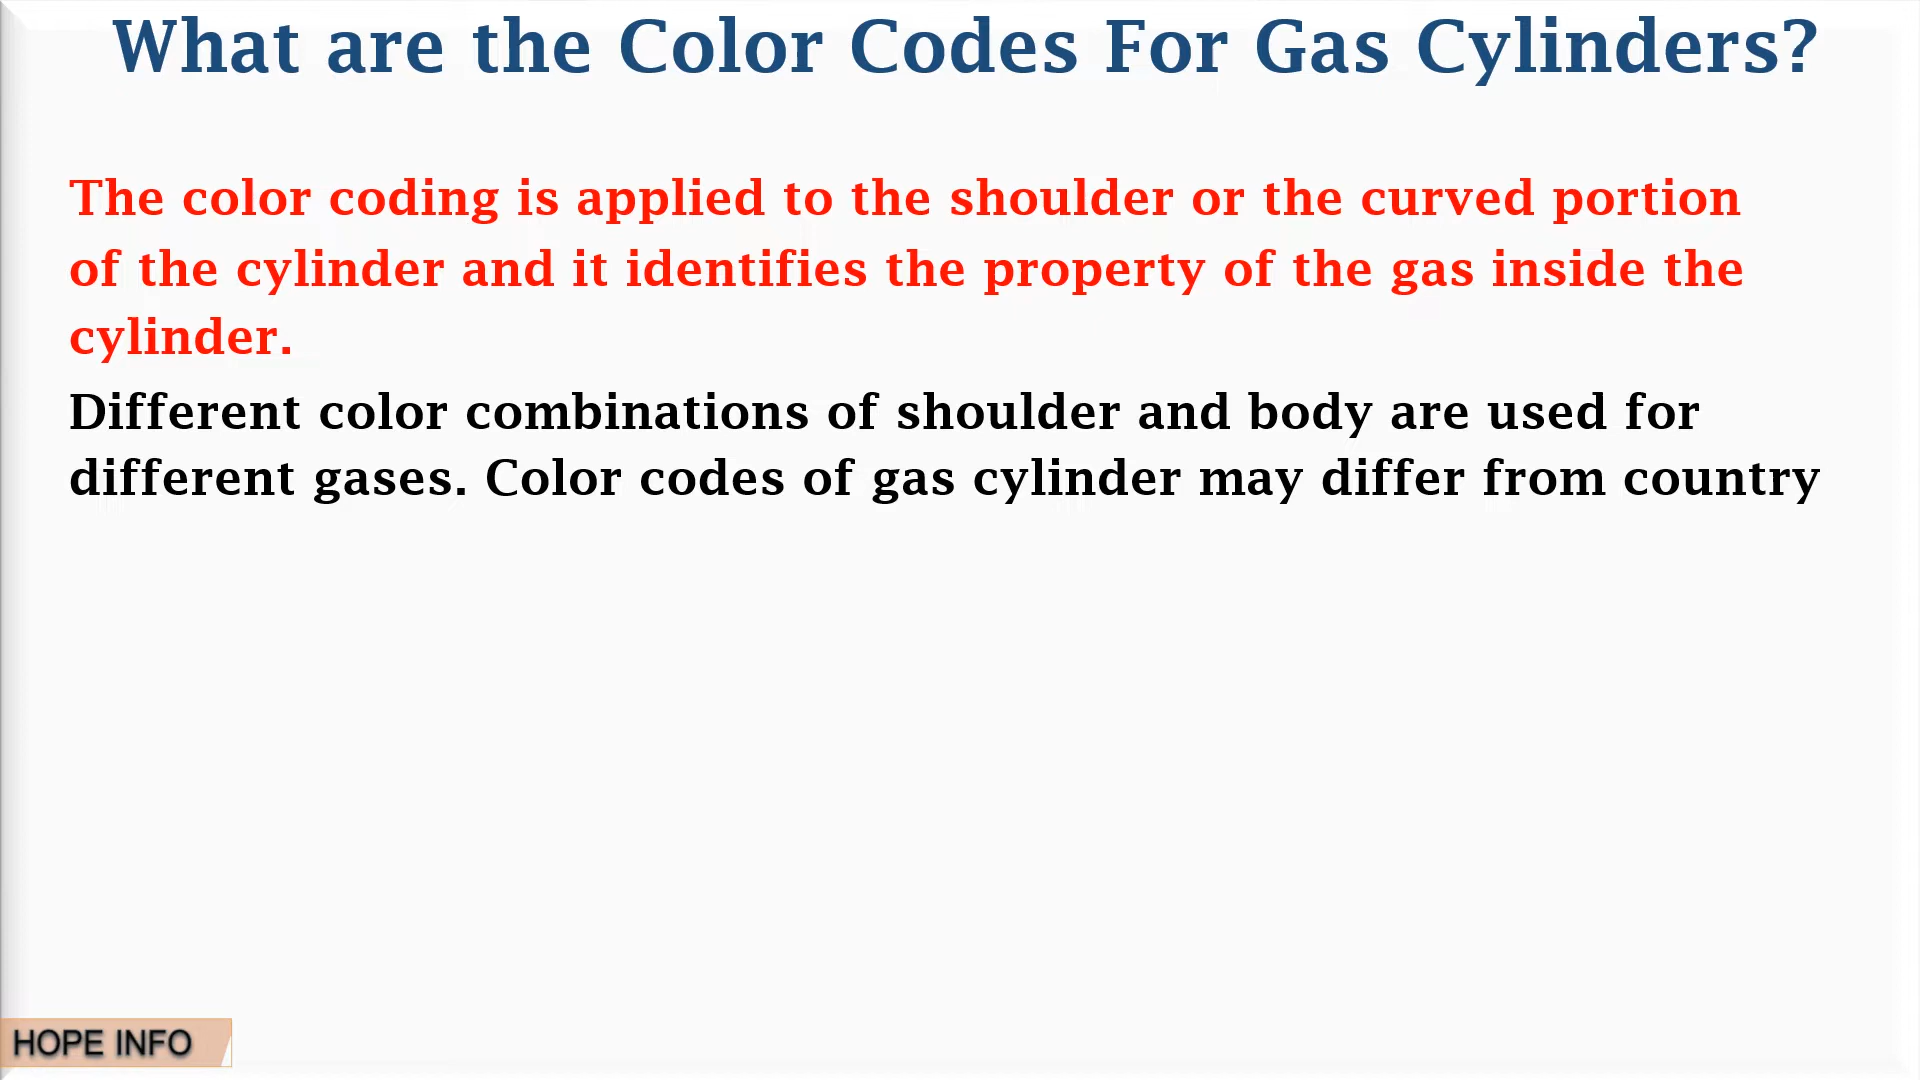 What are the Color Codes For Gas Cylinders?
The color coding is applied to the shoulder or the curved portion
of the cylinder and it identifies the property of the gas inside the
cylinder.
Different color combinations of shoulder and body are used for
different gases. Color codes of gas cylinder may differ from country
HOPE INFO